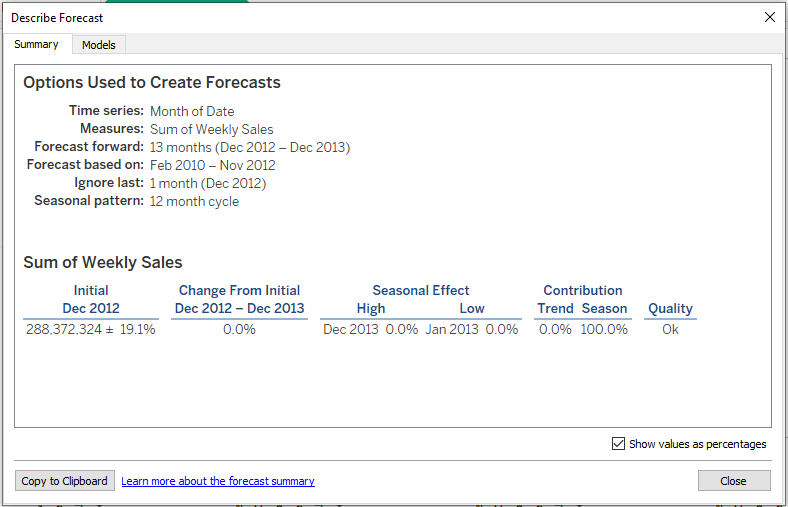 Describe Forecast
Summary Models
Options Used to Create Forecasts
Time series: Month of Date
Measures: Sum of Weekly Sales
Forecast forward: 13 months (Dec 2012 – Dec 2013)
Forecast based on: Feb 2010 – Nov 2012
Ignore last: 1 month (Dec 2012)
Seasonal pattern: 12 month cycle
Sum of Weekly Sales
Initial Change From Initial Seasonal Effect Contribution
Dec 2012 Dec 2012 – Dec 2013 High Low Trend Season Quality
288,372,324 ± 19.1% 0.0% Dec 2013 0.0% Jan 2013 0.0% 0.0% 100.0% Ok
Show values as percentages
Copy to Clipboard Learn more about the forecast summary Close